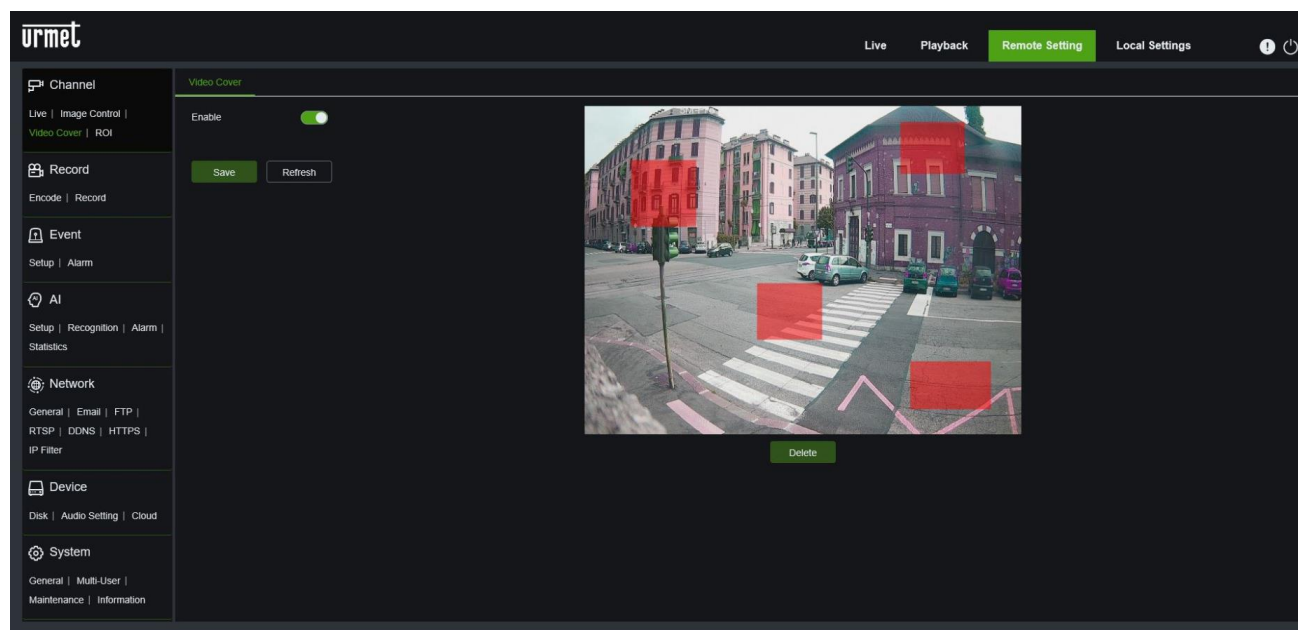 urmet
Live Playback Remote Setting Local Settings
Channel
Live | Image Control |
Video Cover | ROI
Record
Encode | Record
Event
Setup | Alarm
AI
Setup | Recognition | Alarm |
Statistics
Network
General | Email | FTP |
RTSP | DDNS | HTTPS |
IP Filter
Device
Disk | Audio Setting | Cloud
System
General | Multi-User |
Maintenance | Information
Video Cover
Enable
Save Refresh
Delete